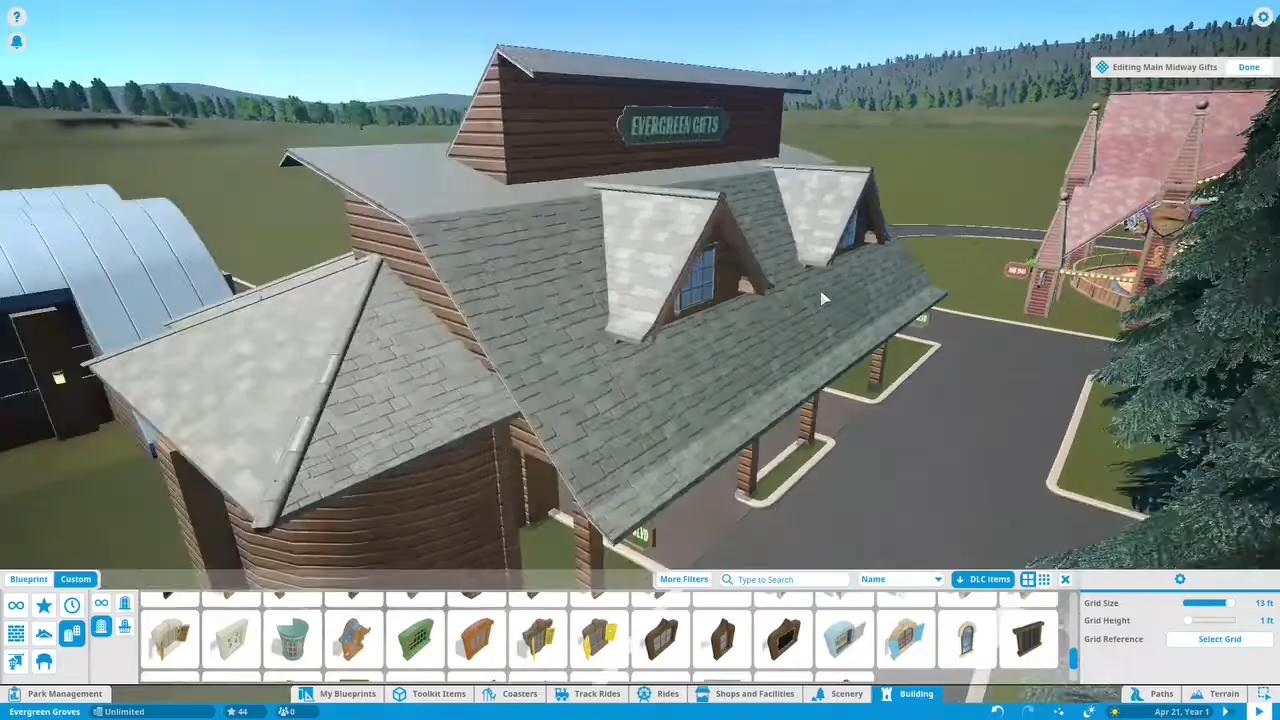 ?
Editing Main Midway Gifts Done
EVERGREEN GIFTS
Blueprint Custom More Filters Type to Search Name DLC items
Grid Size 13 ft
Grid Height 1 ft
Grid Reference Select Grid
Park Management My Blueprints Toolkit Items Coasters Track Rides Rides Shops and Facilities Scenery Building Paths Terrain
Evergreen Groves Unlimited 44 0 Apr 21, Year 1